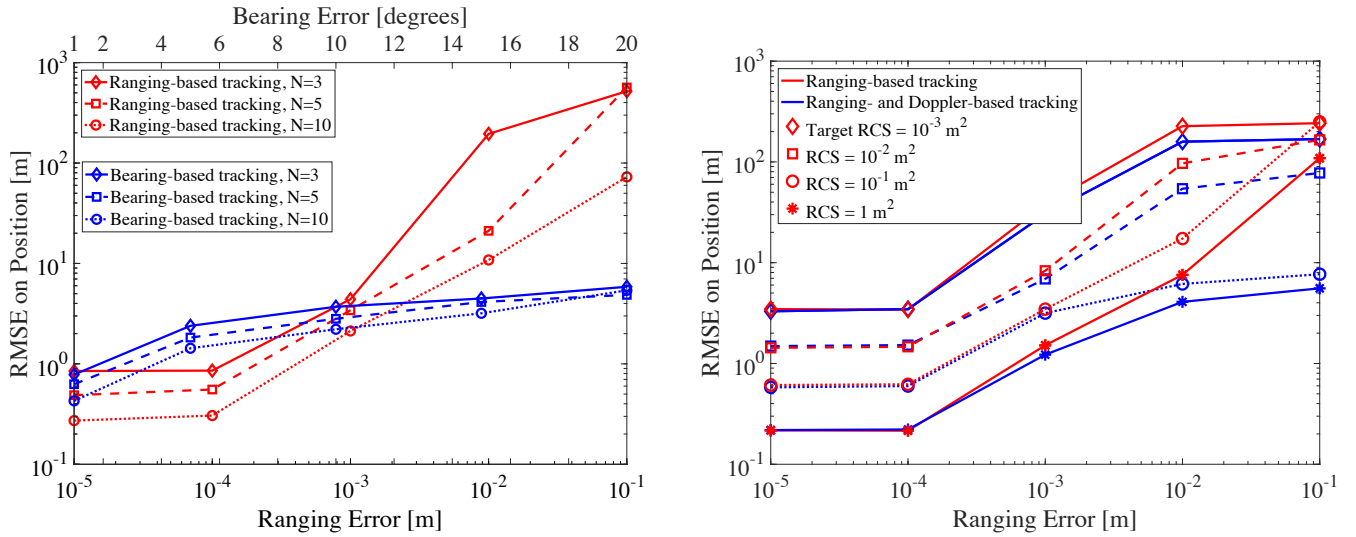 Bearing Error [degrees]
1 2 4 6 8 10 12 14 16 18 20
10^3
10^2
10^1
10^0
10^-1
RMSE on Position [m]
Ranging-based tracking, N=3
Ranging-based tracking, N=5
Ranging-based tracking, N=10
Bearing-based tracking, N=3
Bearing-based tracking, N=5
Bearing-based tracking, N=10
10^-5 10^-4 10^-3 10^-2 10^-1
Ranging Error [m]
10^3
10^2
10^1
10^0
10^-1
RMSE on Position [m]
Ranging-based tracking
Ranging- and Doppler-based tracking
Target RCS = 10^-3 m^2
RCS = 10^-2 m^2
RCS = 10^-1 m^2
RCS = 1 m^2
10^-5 10^-4 10^-3 10^-2 10^-1
Ranging Error [m]